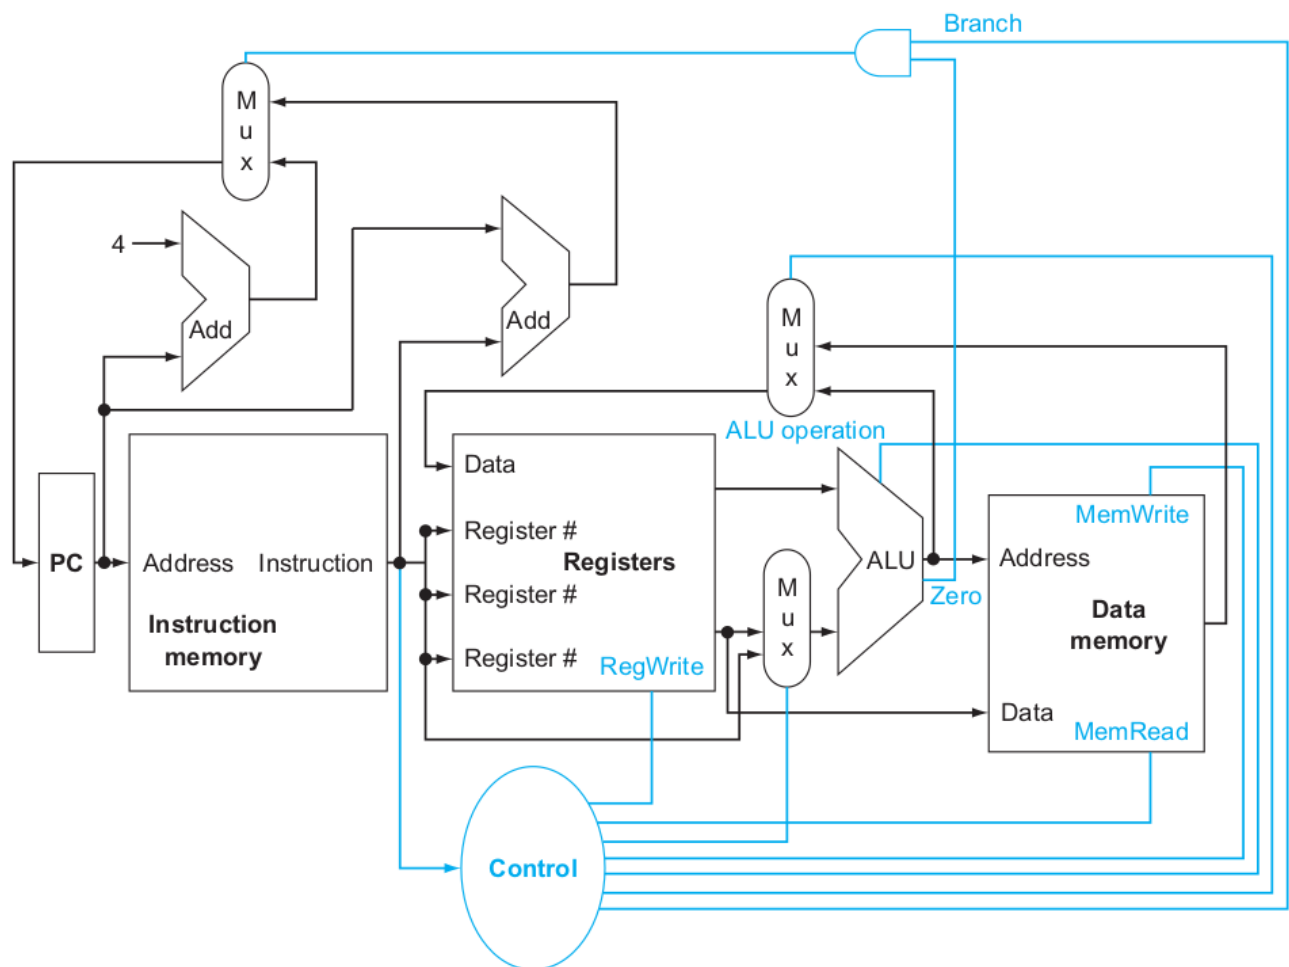 Branch
M
u
x
4
Add
Add
M
u
x
ALU operation
Data
Register #
Registers
Register #
Register #
RegWrite
PC
Address
Instruction
Instruction
memory
M
u
x
ALU
Zero
MemWrite
Address
Data
memory
Data
MemRead
Control